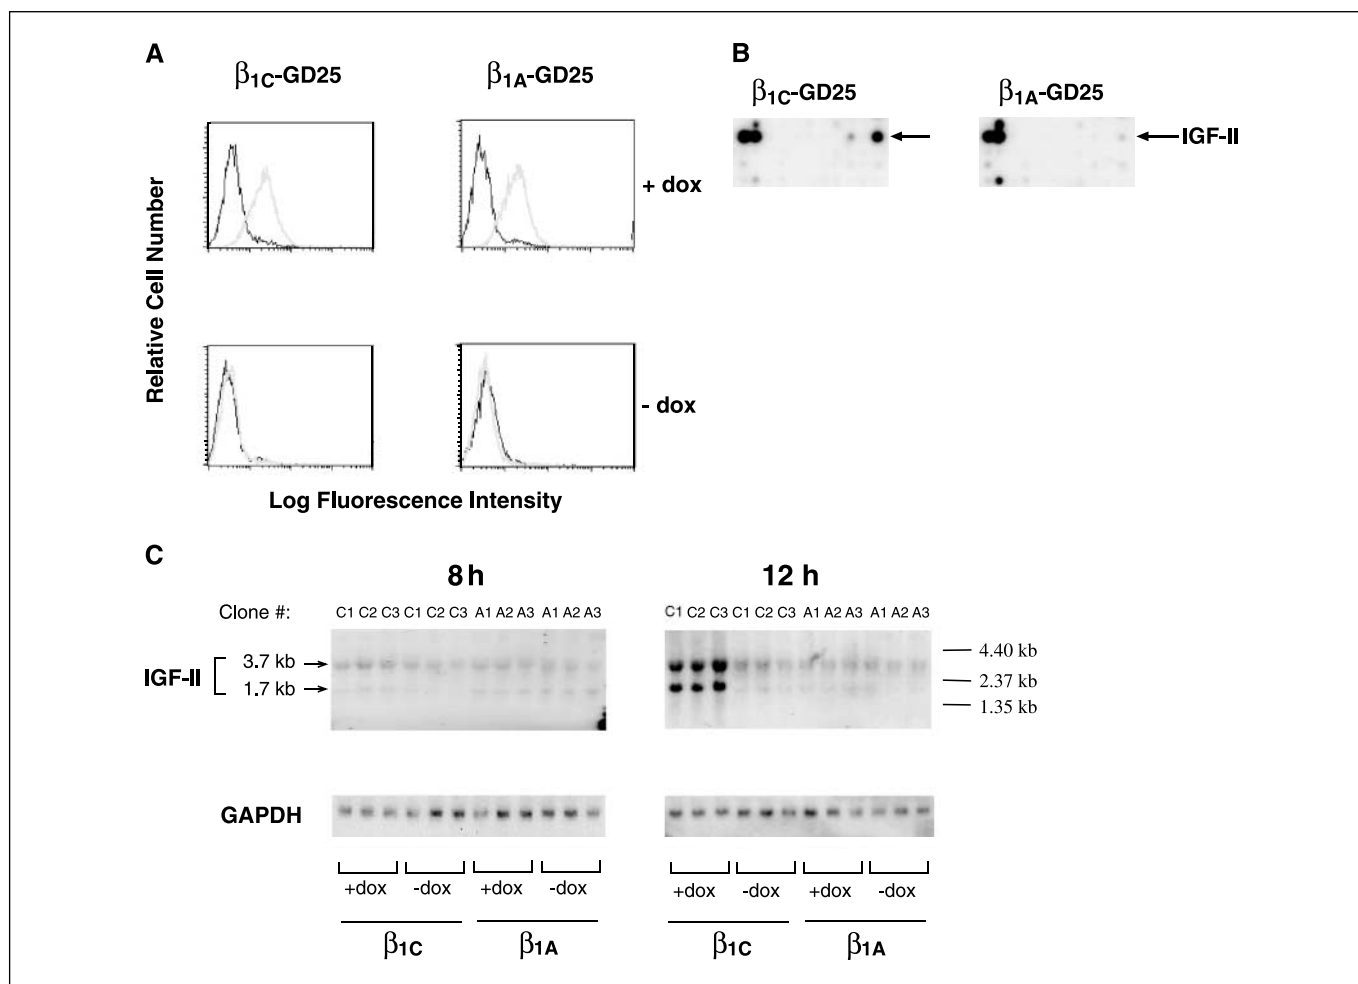 A
β1C-GD25
β1A-GD25
+ dox
- dox
Relative Cell Number
Log Fluorescence Intensity
B
β1C-GD25
β1A-GD25
IGF-II
C
8h
12 h
Clone #:
C1 C2 C3 C1 C2 C3 A1 A2 A3 A1 A2 A3
C1 C2 C3 C1 C2 C3 A1 A2 A3 A1 A2 A3
IGF-II
3.7 kb
1.7 kb
4.40 kb
2.37 kb
1.35 kb
GAPDH
+dox -dox +dox -dox
+dox -dox +dox -dox
β1C β1A
β1C β1A